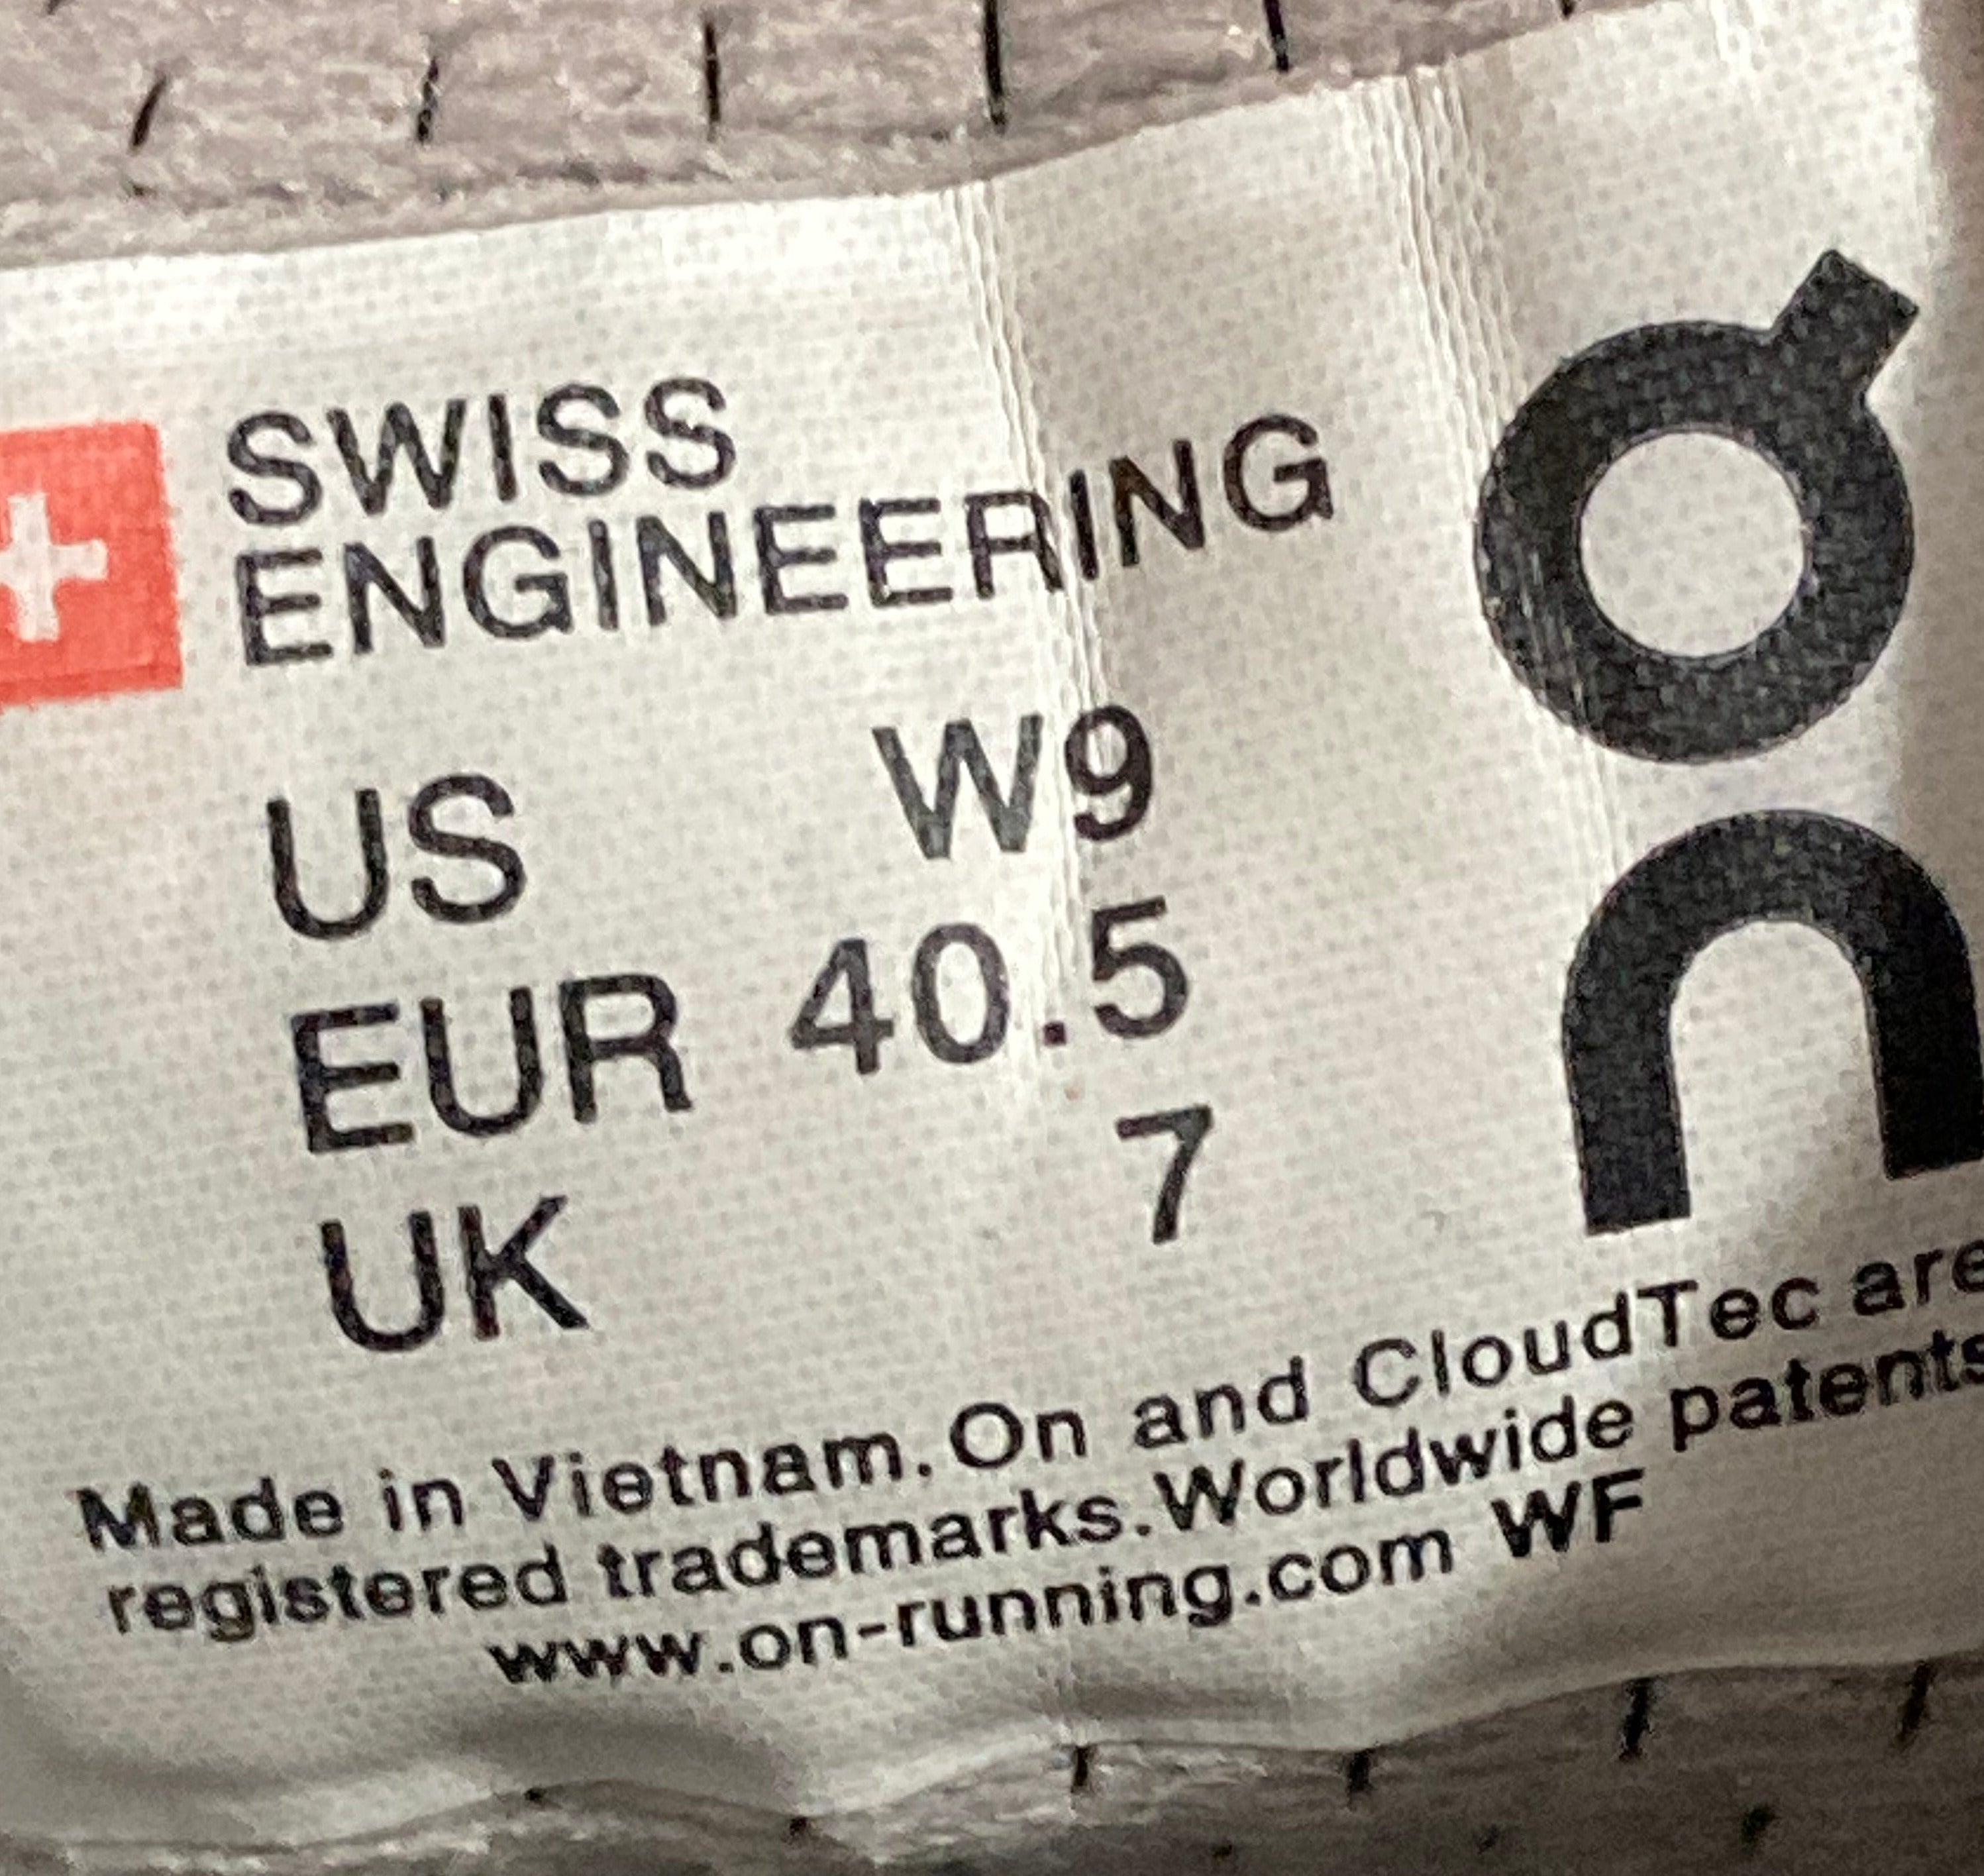 SWISS
ENGINEERING
US W9
EUR 40.5
UK 7
On
Made in Vietnam. On and CloudTec are
registered trademarks. Worldwide patents
www.on-running.com WF